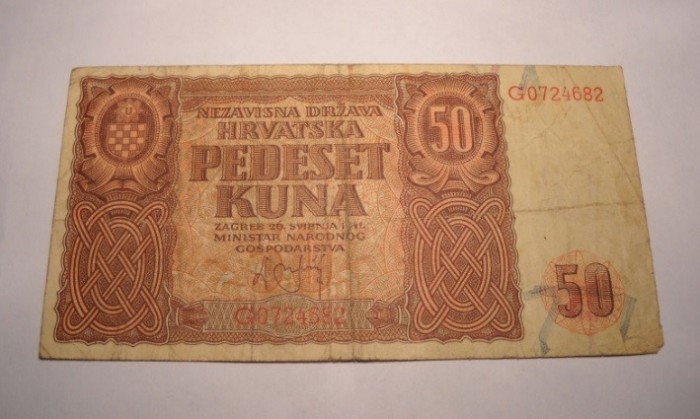 G0724682
NEZAVISNA DRŽAVA
HRVATSKA
50
PEDESET
KUNA
ZAGREB 26. SVIBNJA 1941.
MINISTAR NARODNOG
GOSPODARSTVA
50
G0724682